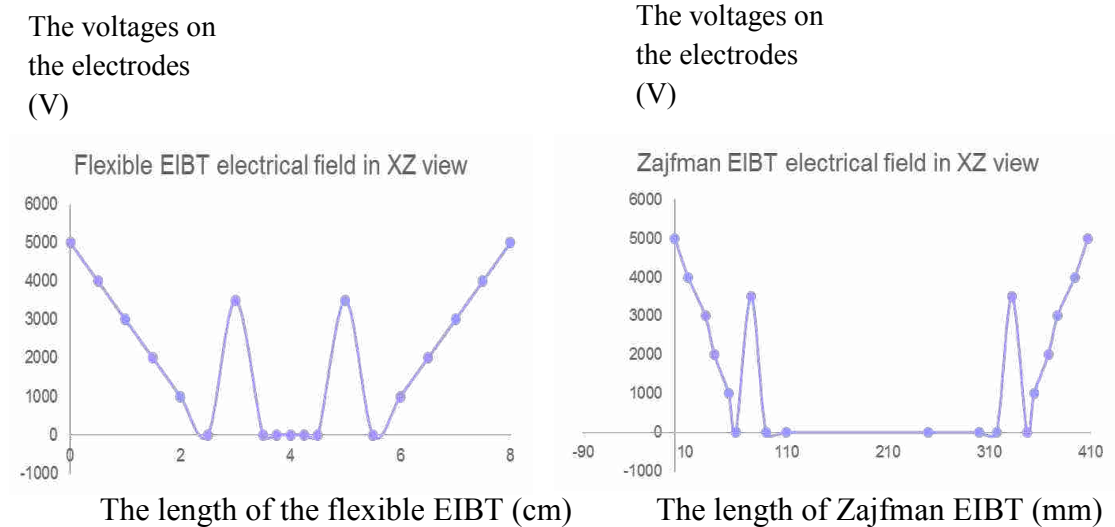 The voltages on
the electrodes
(V)
Flexible EIBT electrical field in XZ view
6000
5000
4000
3000
2000
1000
0
-1000
0 2 4 6 8
The length of the flexible EIBT (cm)
The voltages on
the electrodes
(V)
Zajfman EIBT electrical field in XZ view
6000
5000
4000
3000
2000
1000
0
-1000
-90 10 110 210 310 410
The length of Zajfman EIBT (mm)